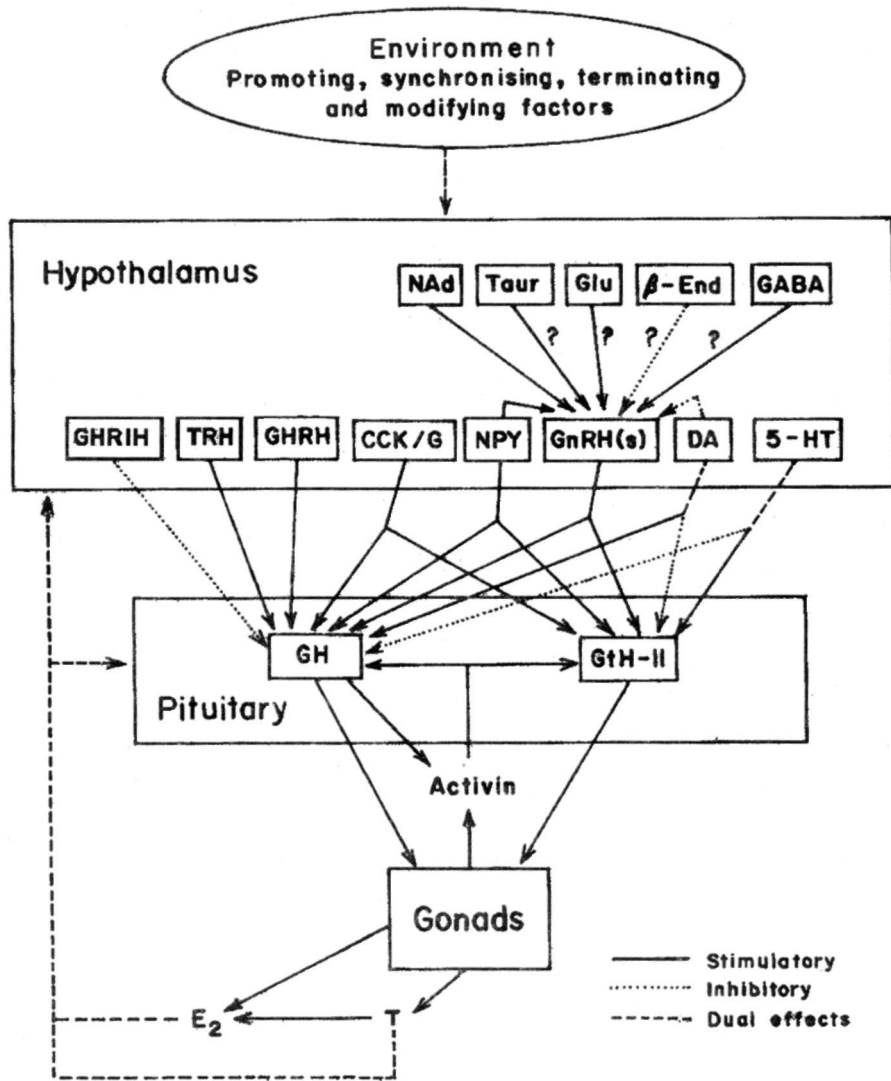 Environment
Promoting, synchronising, terminating
and modifying factors
Hypothalamus
NAd Taur Glu β-End GABA
? ? ? ?
GHRIH TRH GHRH CCK/G NPY GnRH(s) DA 5-HT
GH GtH-II
Pituitary
Activin
Gonads
Stimulatory
Inhibitory
E2 T Dual effects